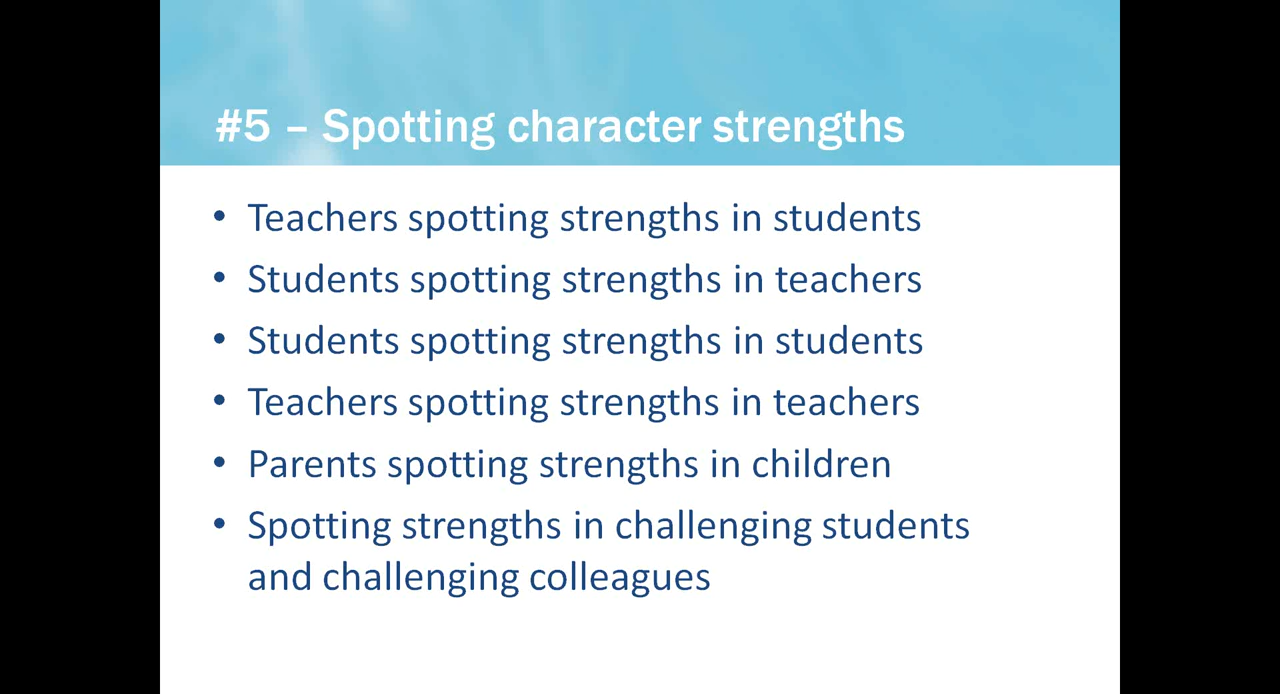 #5 – Spotting character strengths
• Teachers spotting strengths in students
• Students spotting strengths in teachers
• Students spotting strengths in students
• Teachers spotting strengths in teachers
• Parents spotting strengths in children
• Spotting strengths in challenging students
and challenging colleagues